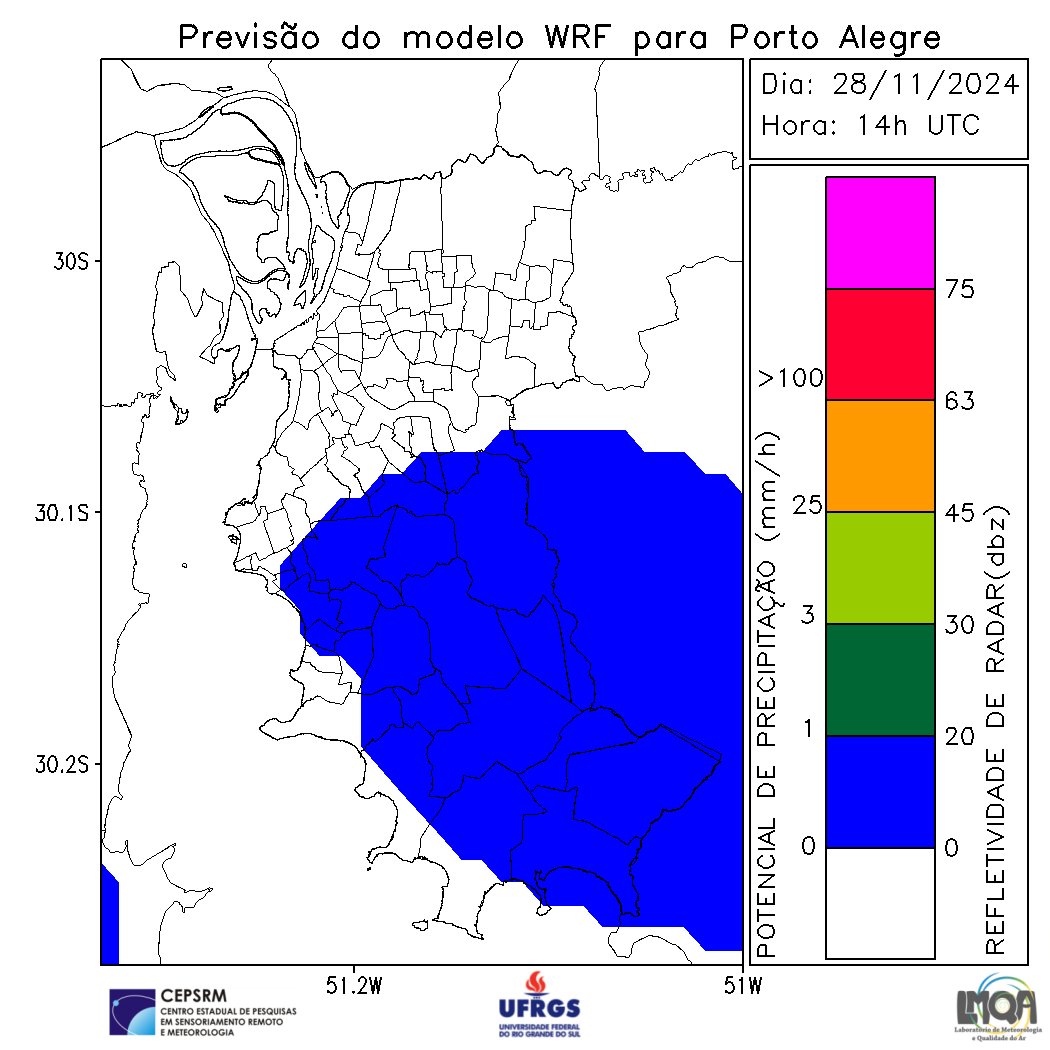 Previsão do modelo WRF para Porto Alegre
Dia: 28/11/2024
Hora: 14h UTC
30S
30.1S
30.2S
51.2W
51W
POTENCIAL DE PRECIPITAÇÃO (mm/h)
>100
25
3
1
0
75
63
45
30
20
0
REFLETIVIDADE DE RADAR(dbz)
CEPSRM
CENTRO ESTADUAL DE PESQUISAS
EM SENSORIAMENTO REMOTO
E METEOROLOGIA
UFRGS
UNIVERSIDADE FEDERAL
DO RIO GRANDE DO SUL
LMQA
Laboratório de Meteorologia
e Qualidade do Ar